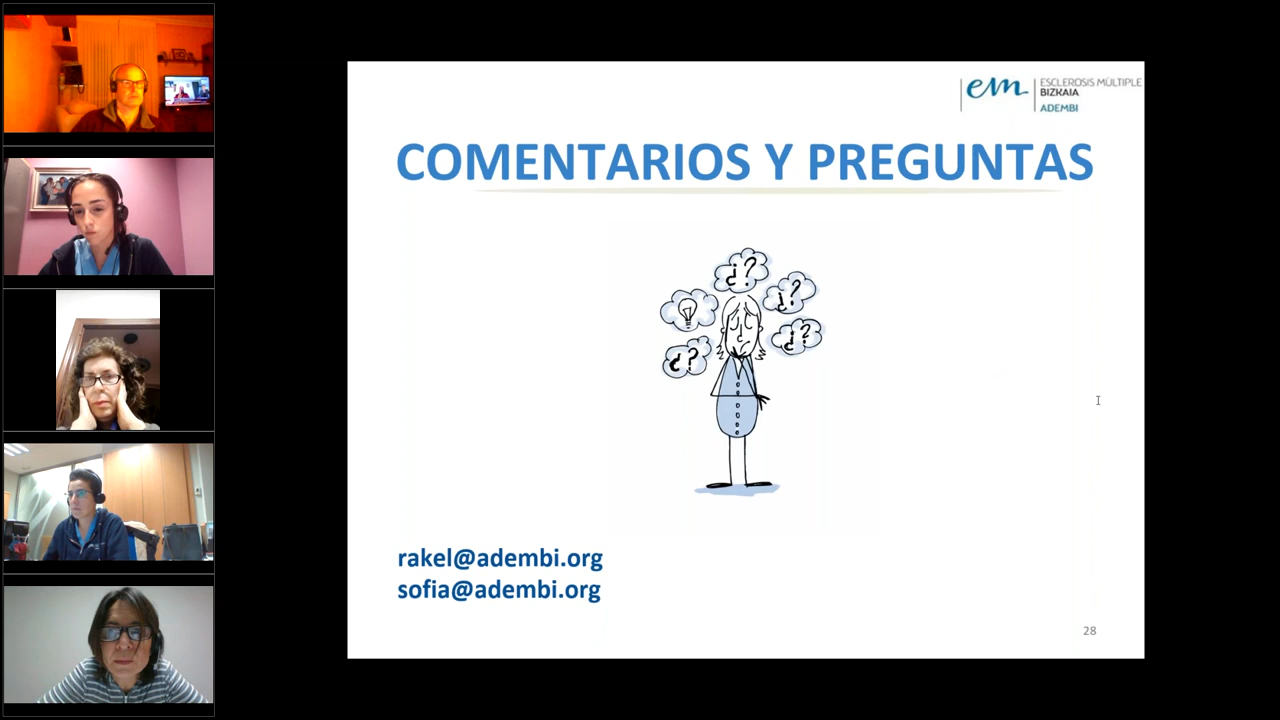 em
ESCLEROSIS MÚLTIPLE
BIZKAIA
ADEMBI
COMENTARIOS Y PREGUNTAS
¿?
¿?
¿?
¿?
rakel@adembi.org
sofia@adembi.org
28